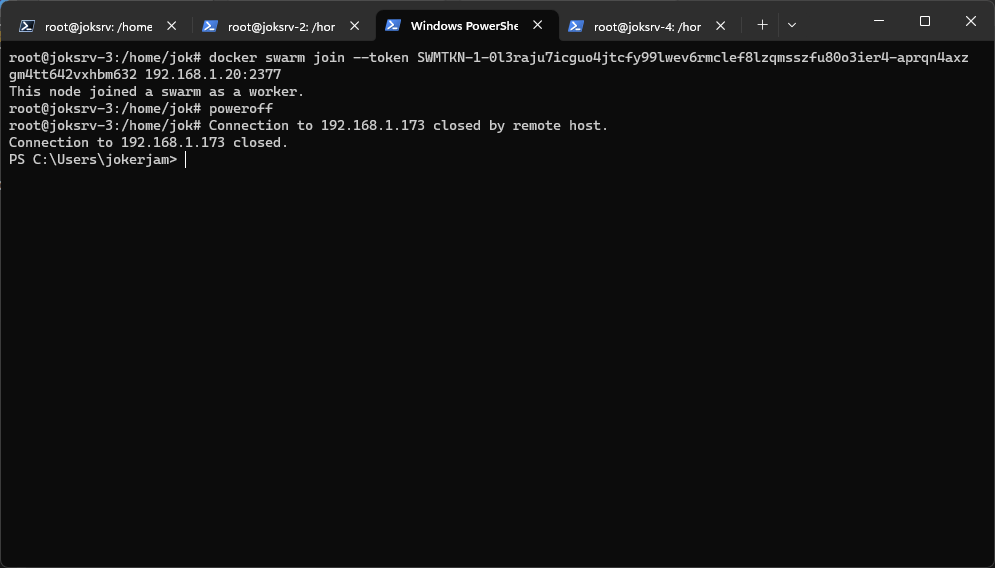 root@joksrv: /home
root@joksrv-2: /hor
Windows PowerShe
root@joksrv-4: /hor
root@joksrv-3:/home/jok# docker swarm join --token SWMTKN-1-0l3raju7icguo4jtcfy99lwev6rmclef8lzqmsszfu80o3ier4-aprqn4axz
gm4tt642vxhbm632 192.168.1.20:2377
This node joined a swarm as a worker.
root@joksrv-3:/home/jok# poweroff
root@joksrv-3:/home/jok# Connection to 192.168.1.173 closed by remote host.
Connection to 192.168.1.173 closed.
PS C:\Users\jokerjam>